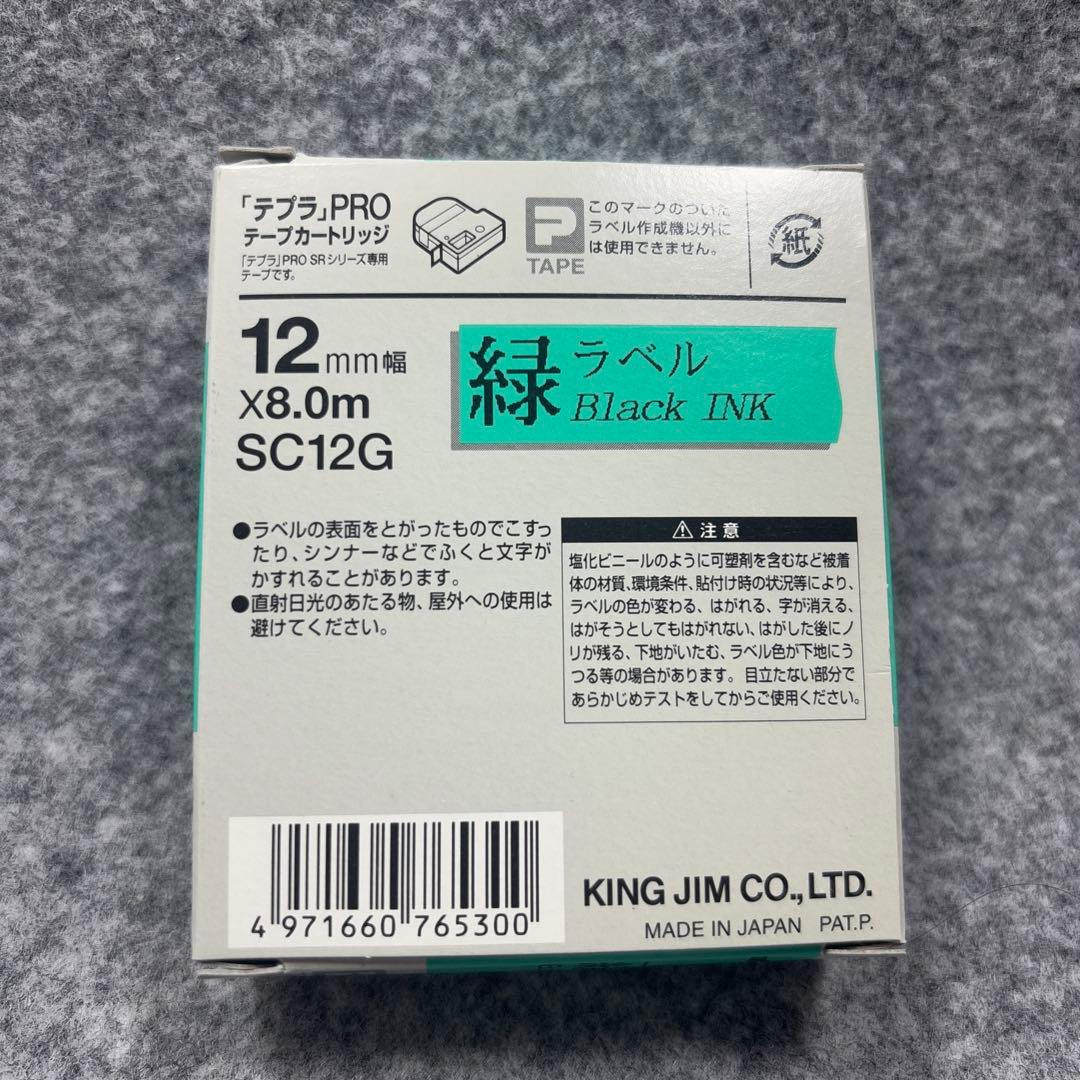 「テプラ」PRO
テープカートリッジ
「テプラ」PRO SRシリーズ専用
テープです。
P
TAPE
このマークのついた
ラベル作成機以外に
は使用できません。
紙
12mm幅
X8.0m
SC12G
緑ラベル
Black INK
●ラベルの表面をとがったものでこすっ
たり、シンナーなどでふくと文字が
かすれることがあります。
●直射日光のあたる物、屋外への使用は
避けてください。
⚠注意
塩化ビニールのように可塑剤を含むなど被着
体の材質、環境条件、貼付け時の状況等により、
ラベルの色が変わる、はがれる、字が消える、
はがそうとしてもはがれない、はがした後にノ
リが残る、下地がいたむ、ラベル色が下地にう
つる等の場合があります。目立たない部分で
あらかじめテストをしてからご使用ください。
4 971660 765300
KING JIM CO.,LTD.
MADE IN JAPAN PAT.P.